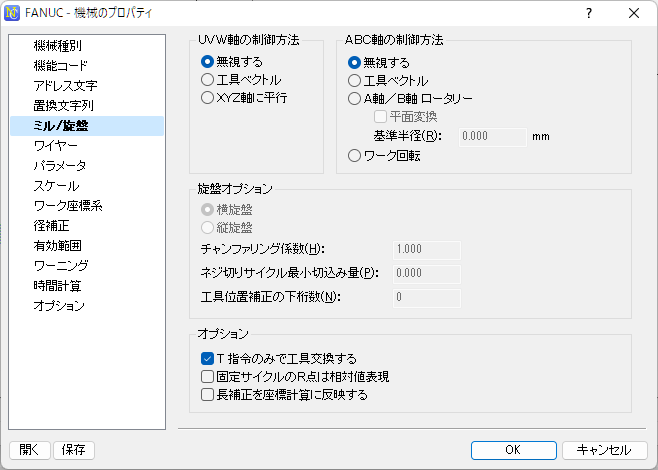 FANUC - 機械のプロパティ
機械種別
機能コード
アドレス文字
置換文字列
ミル/旋盤
ワイヤー
パラメータ
スケール
ワーク座標系
径補正
有効範囲
ワーニング
時間計算
オプション
UVW軸の制御方法
無視する
工具ベクトル
XYZ軸に平行
ABC軸の制御方法
無視する
工具ベクトル
A軸／B軸 ロータリー
平面変換
基準半径(R): 0.000 mm
ワーク回転
旋盤オプション
横旋盤
縦旋盤
チャンファリング係数(H): 1.000
ネジ切りサイクル最小切込み量(P): 0.000
工具位置補正の下桁数(N): 0
オプション
T 指令のみで工具交換する
固定サイクルのR点は相対値表現
長補正を座標計算に反映する
開く 保存 OK キャンセル